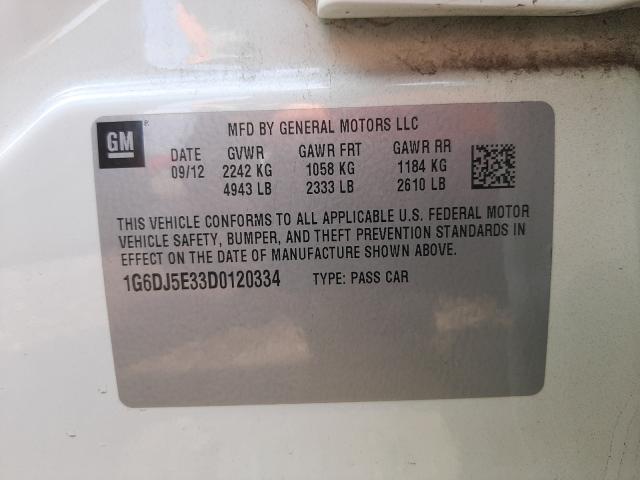 GM®
MFD BY GENERAL MOTORS LLC
DATE GVWR GAWR FRT GAWR RR
09/12 2242 KG 1058 KG 1184 KG
4943 LB 2333 LB 2610 LB
THIS VEHICLE CONFORMS TO ALL APPLICABLE U.S. FEDERAL MOTOR
VEHICLE SAFETY, BUMPER, AND THEFT PREVENTION STANDARDS IN
EFFECT ON THE DATE OF MANUFACTURE SHOWN ABOVE.
1G6DJ5E33D0120334 TYPE: PASS CAR